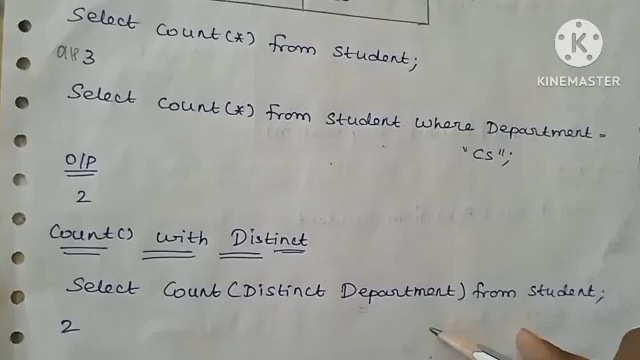 Select Count(*) from Student;
O/P 3
Select Count(*) from Student where Department =
"CS";
O/P
2
Count() with Distinct
Select Count(Distinct Department) from Student;
2
KINEMASTER